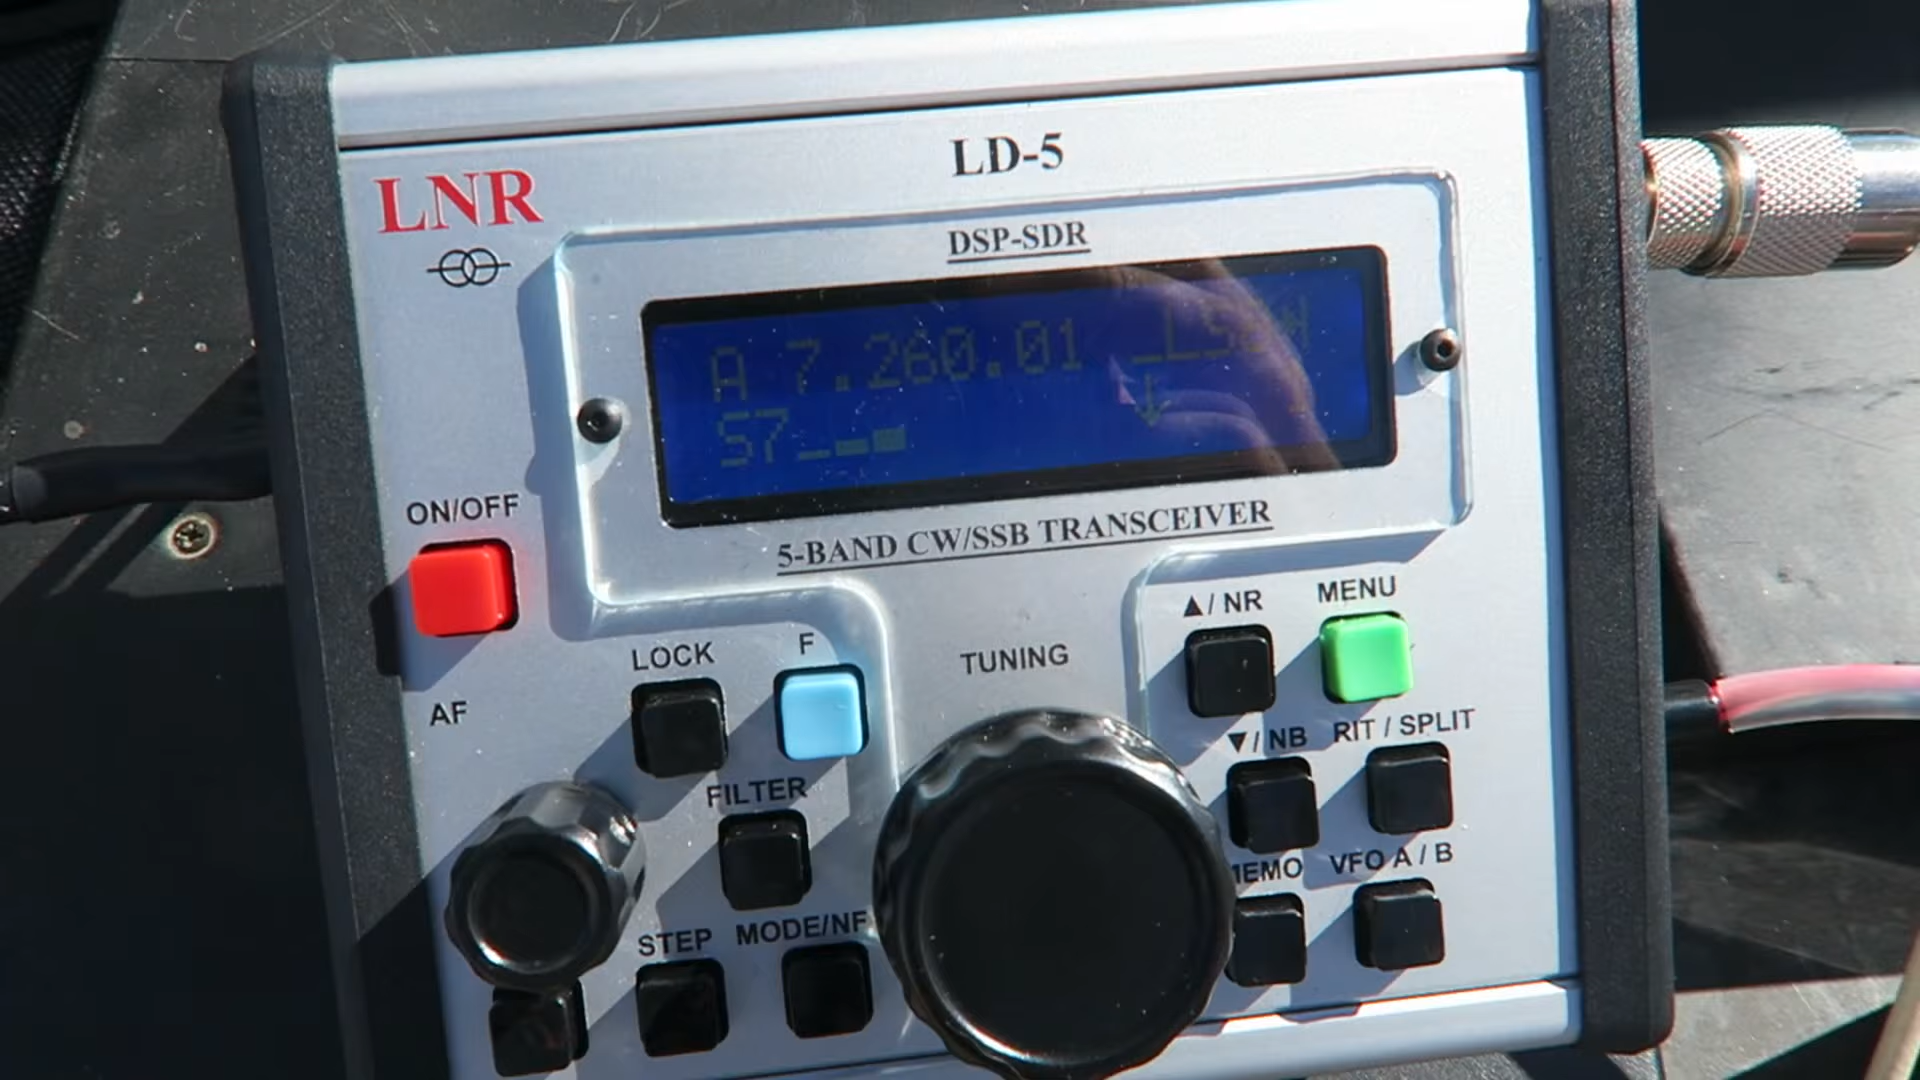 LD-5
LNR
DSP-SDR
A 7.260.01
S7
5-BAND CW/SSB TRANSCEIVER
ON/OFF
▲/ NR
MENU
LOCK
F
TUNING
AF
▼/ NB
RIT / SPLIT
FILTER
VFO A / B
STEP
MODE/NF